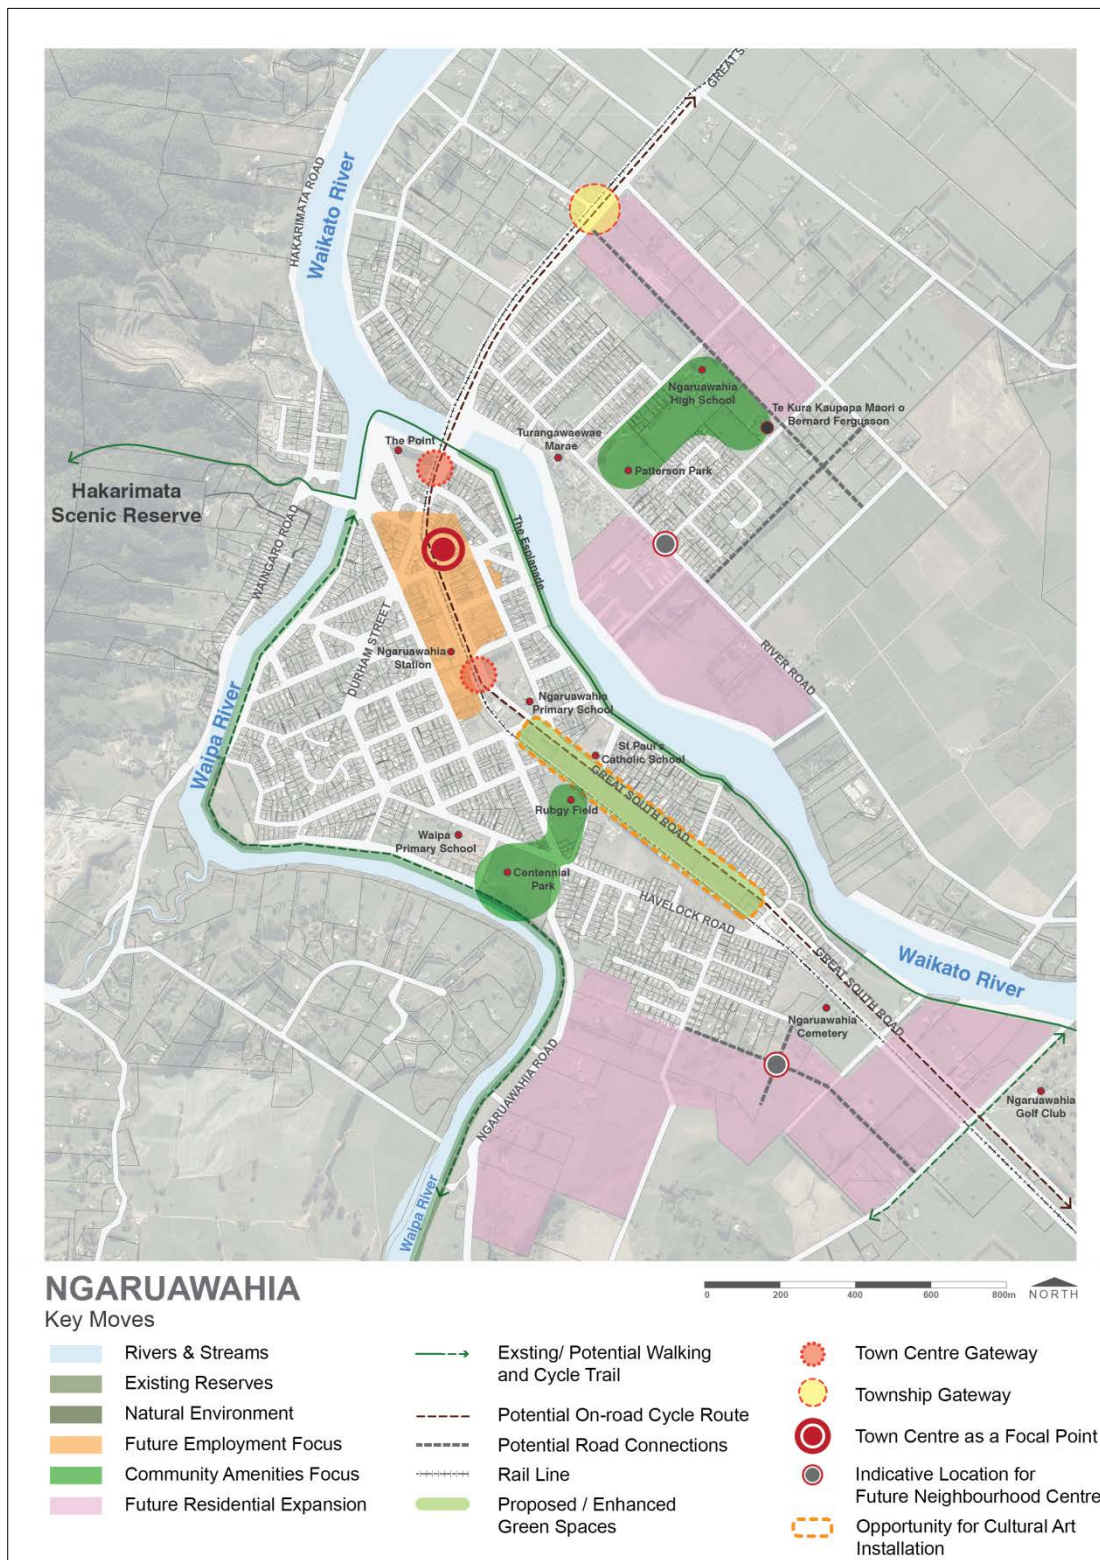 GREAT S
HAKARIMATA ROAD
Waikato River
Ngaruawahia
High School
Te Kura Kaupapa Maori o
Bernard Fergusson
The Point
Turangawaewae
Marae
Patterson Park
Hakarimata
Scenic Reserve
WAINGARO ROAD
The Esplanade
DURHAM STREET
Ngaruawahia
Station
RIVER ROAD
Waipa River
Ngaruawahia
Primary School
St Paul's
Catholic School
GREAT SOUTH ROAD
Rubgy Field
Waipa
Primary School
Centennial
Park
HAVELOCK ROAD
Waikato River
GREAT SOUTH ROAD
Ngaruawahia
Cemetery
NGARUAWAHIA ROAD
Ngaruawahia
Golf Club
Waipa River
NGARUAWAHIA
Key Moves
0 200 400 600 800m
NORTH
Rivers & Streams
Existing Reserves
Natural Environment
Future Employment Focus
Community Amenities Focus
Future Residential Expansion
Exsting/ Potential Walking
and Cycle Trail
Potential On-road Cycle Route
Potential Road Connections
Rail Line
Proposed / Enhanced
Green Spaces
Town Centre Gateway
Township Gateway
Town Centre as a Focal Point
Indicative Location for
Future Neighbourhood Centre
Opportunity for Cultural Art
Installation